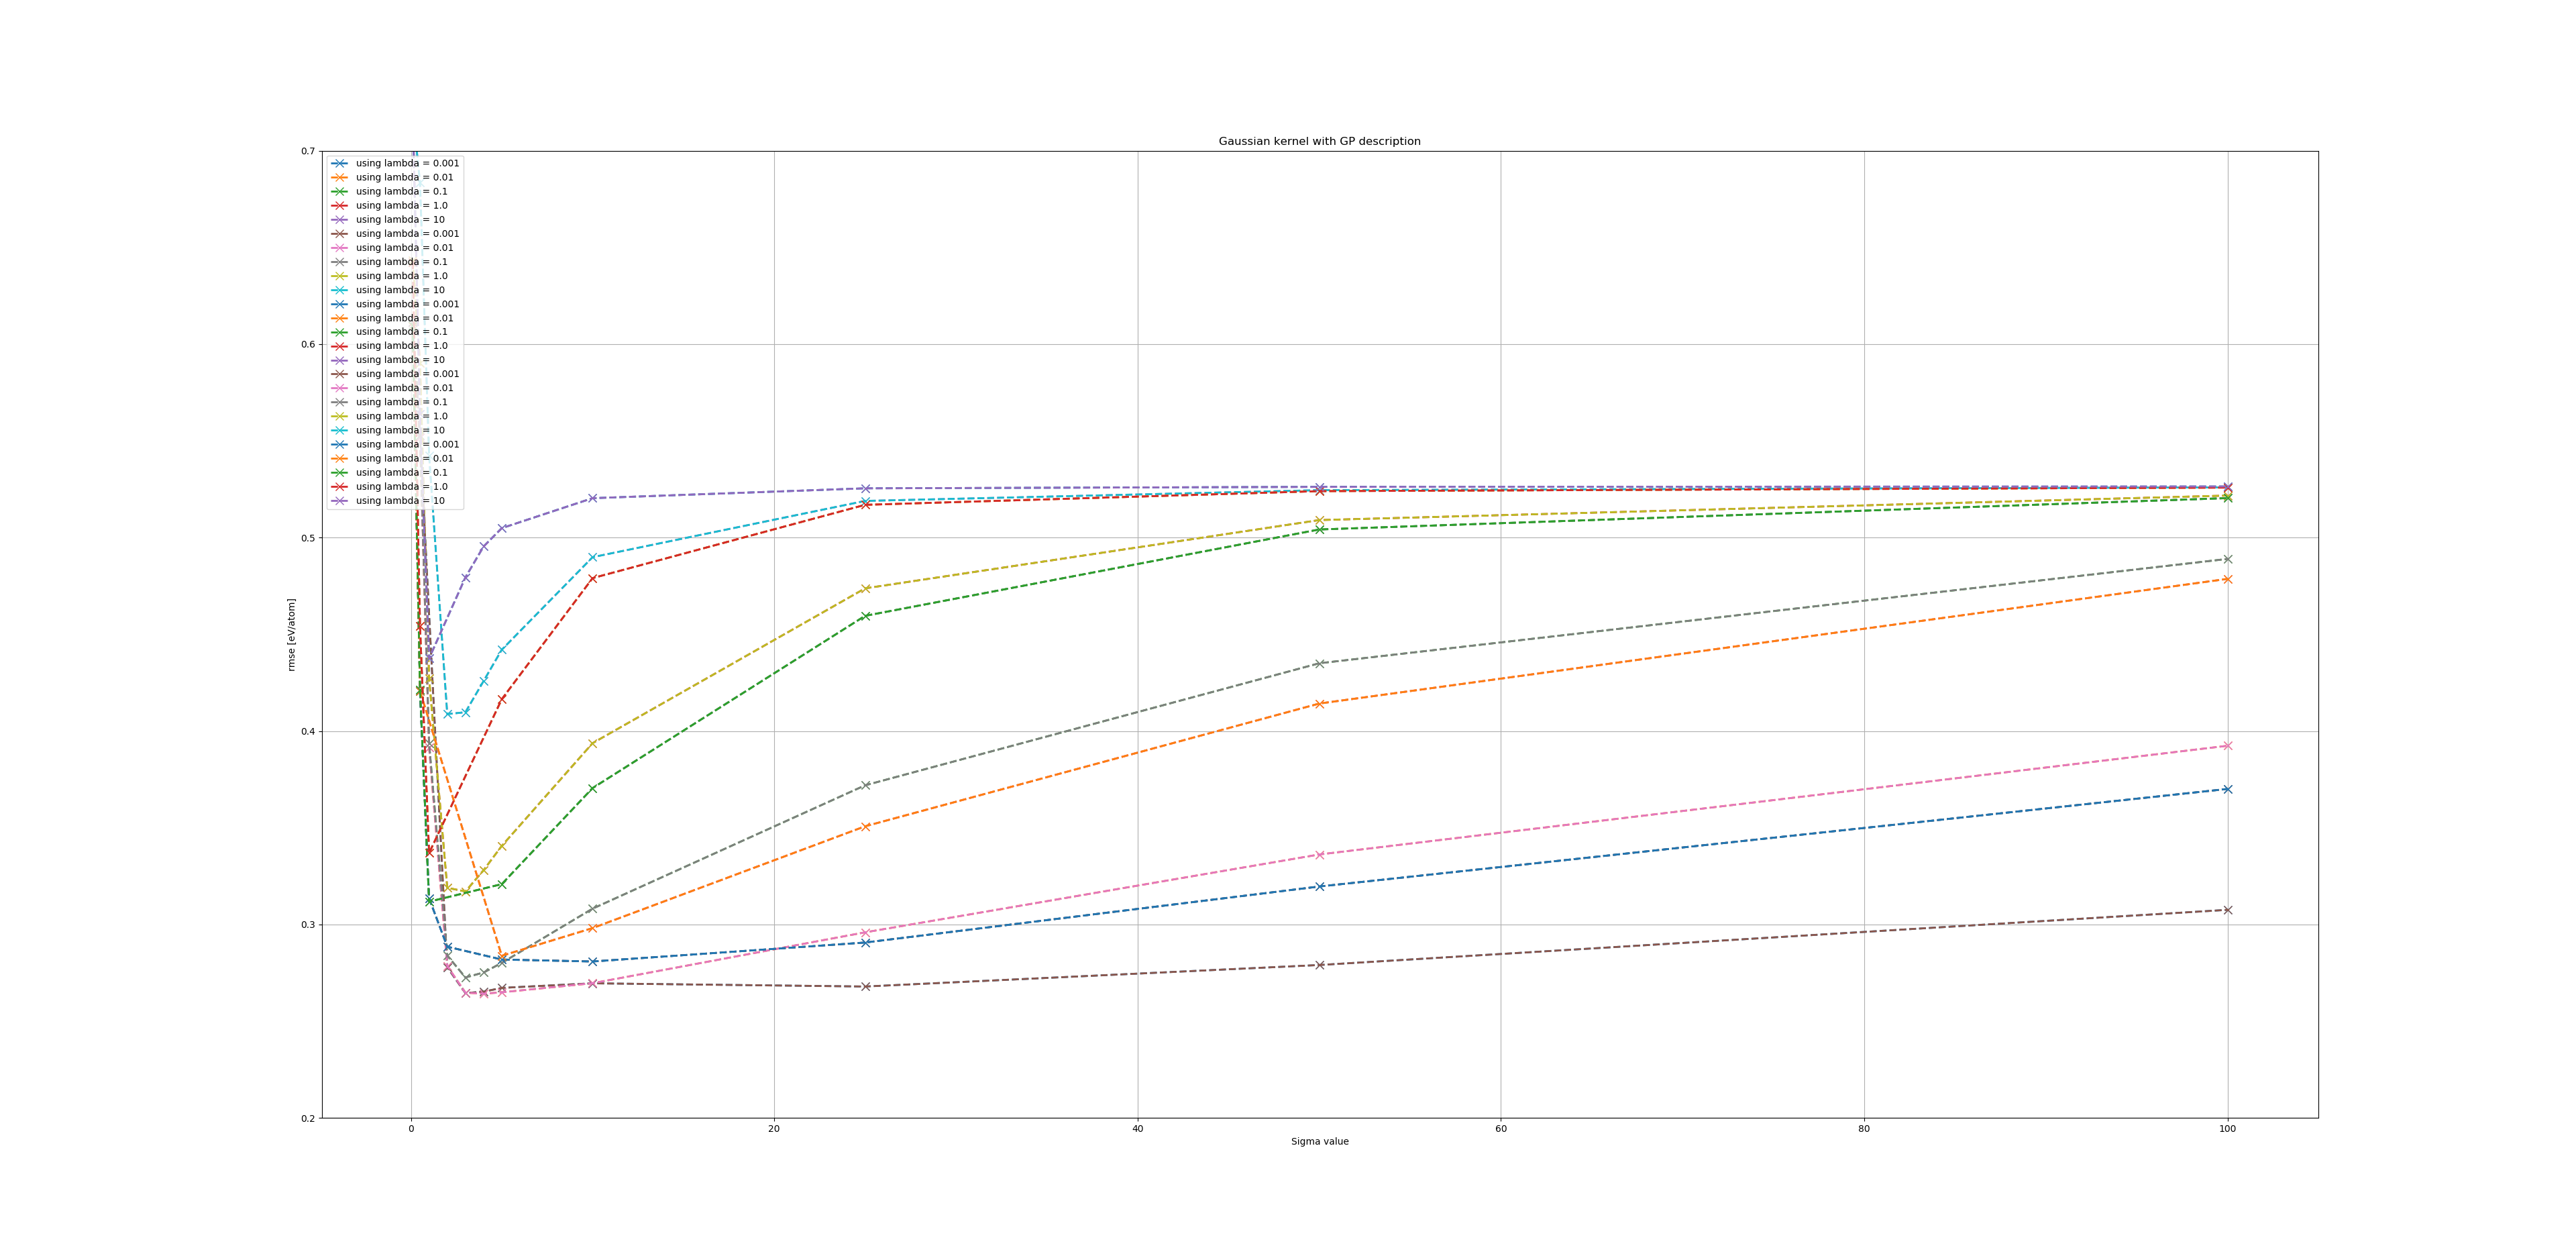 Gaussian kernel with GP description
0.7
0.6
0.5
0.4
0.3
0.2
rmse [eV/atom]
using lambda = 0.001
using lambda = 0.01
using lambda = 0.1
using lambda = 1.0
using lambda = 10
using lambda = 0.001
using lambda = 0.01
using lambda = 0.1
using lambda = 1.0
using lambda = 10
using lambda = 0.001
using lambda = 0.01
using lambda = 0.1
using lambda = 1.0
using lambda = 10
using lambda = 0.001
using lambda = 0.01
using lambda = 0.1
using lambda = 1.0
using lambda = 10
using lambda = 0.001
using lambda = 0.01
using lambda = 0.1
using lambda = 1.0
using lambda = 10
0 20 40 60 80 100
Sigma value